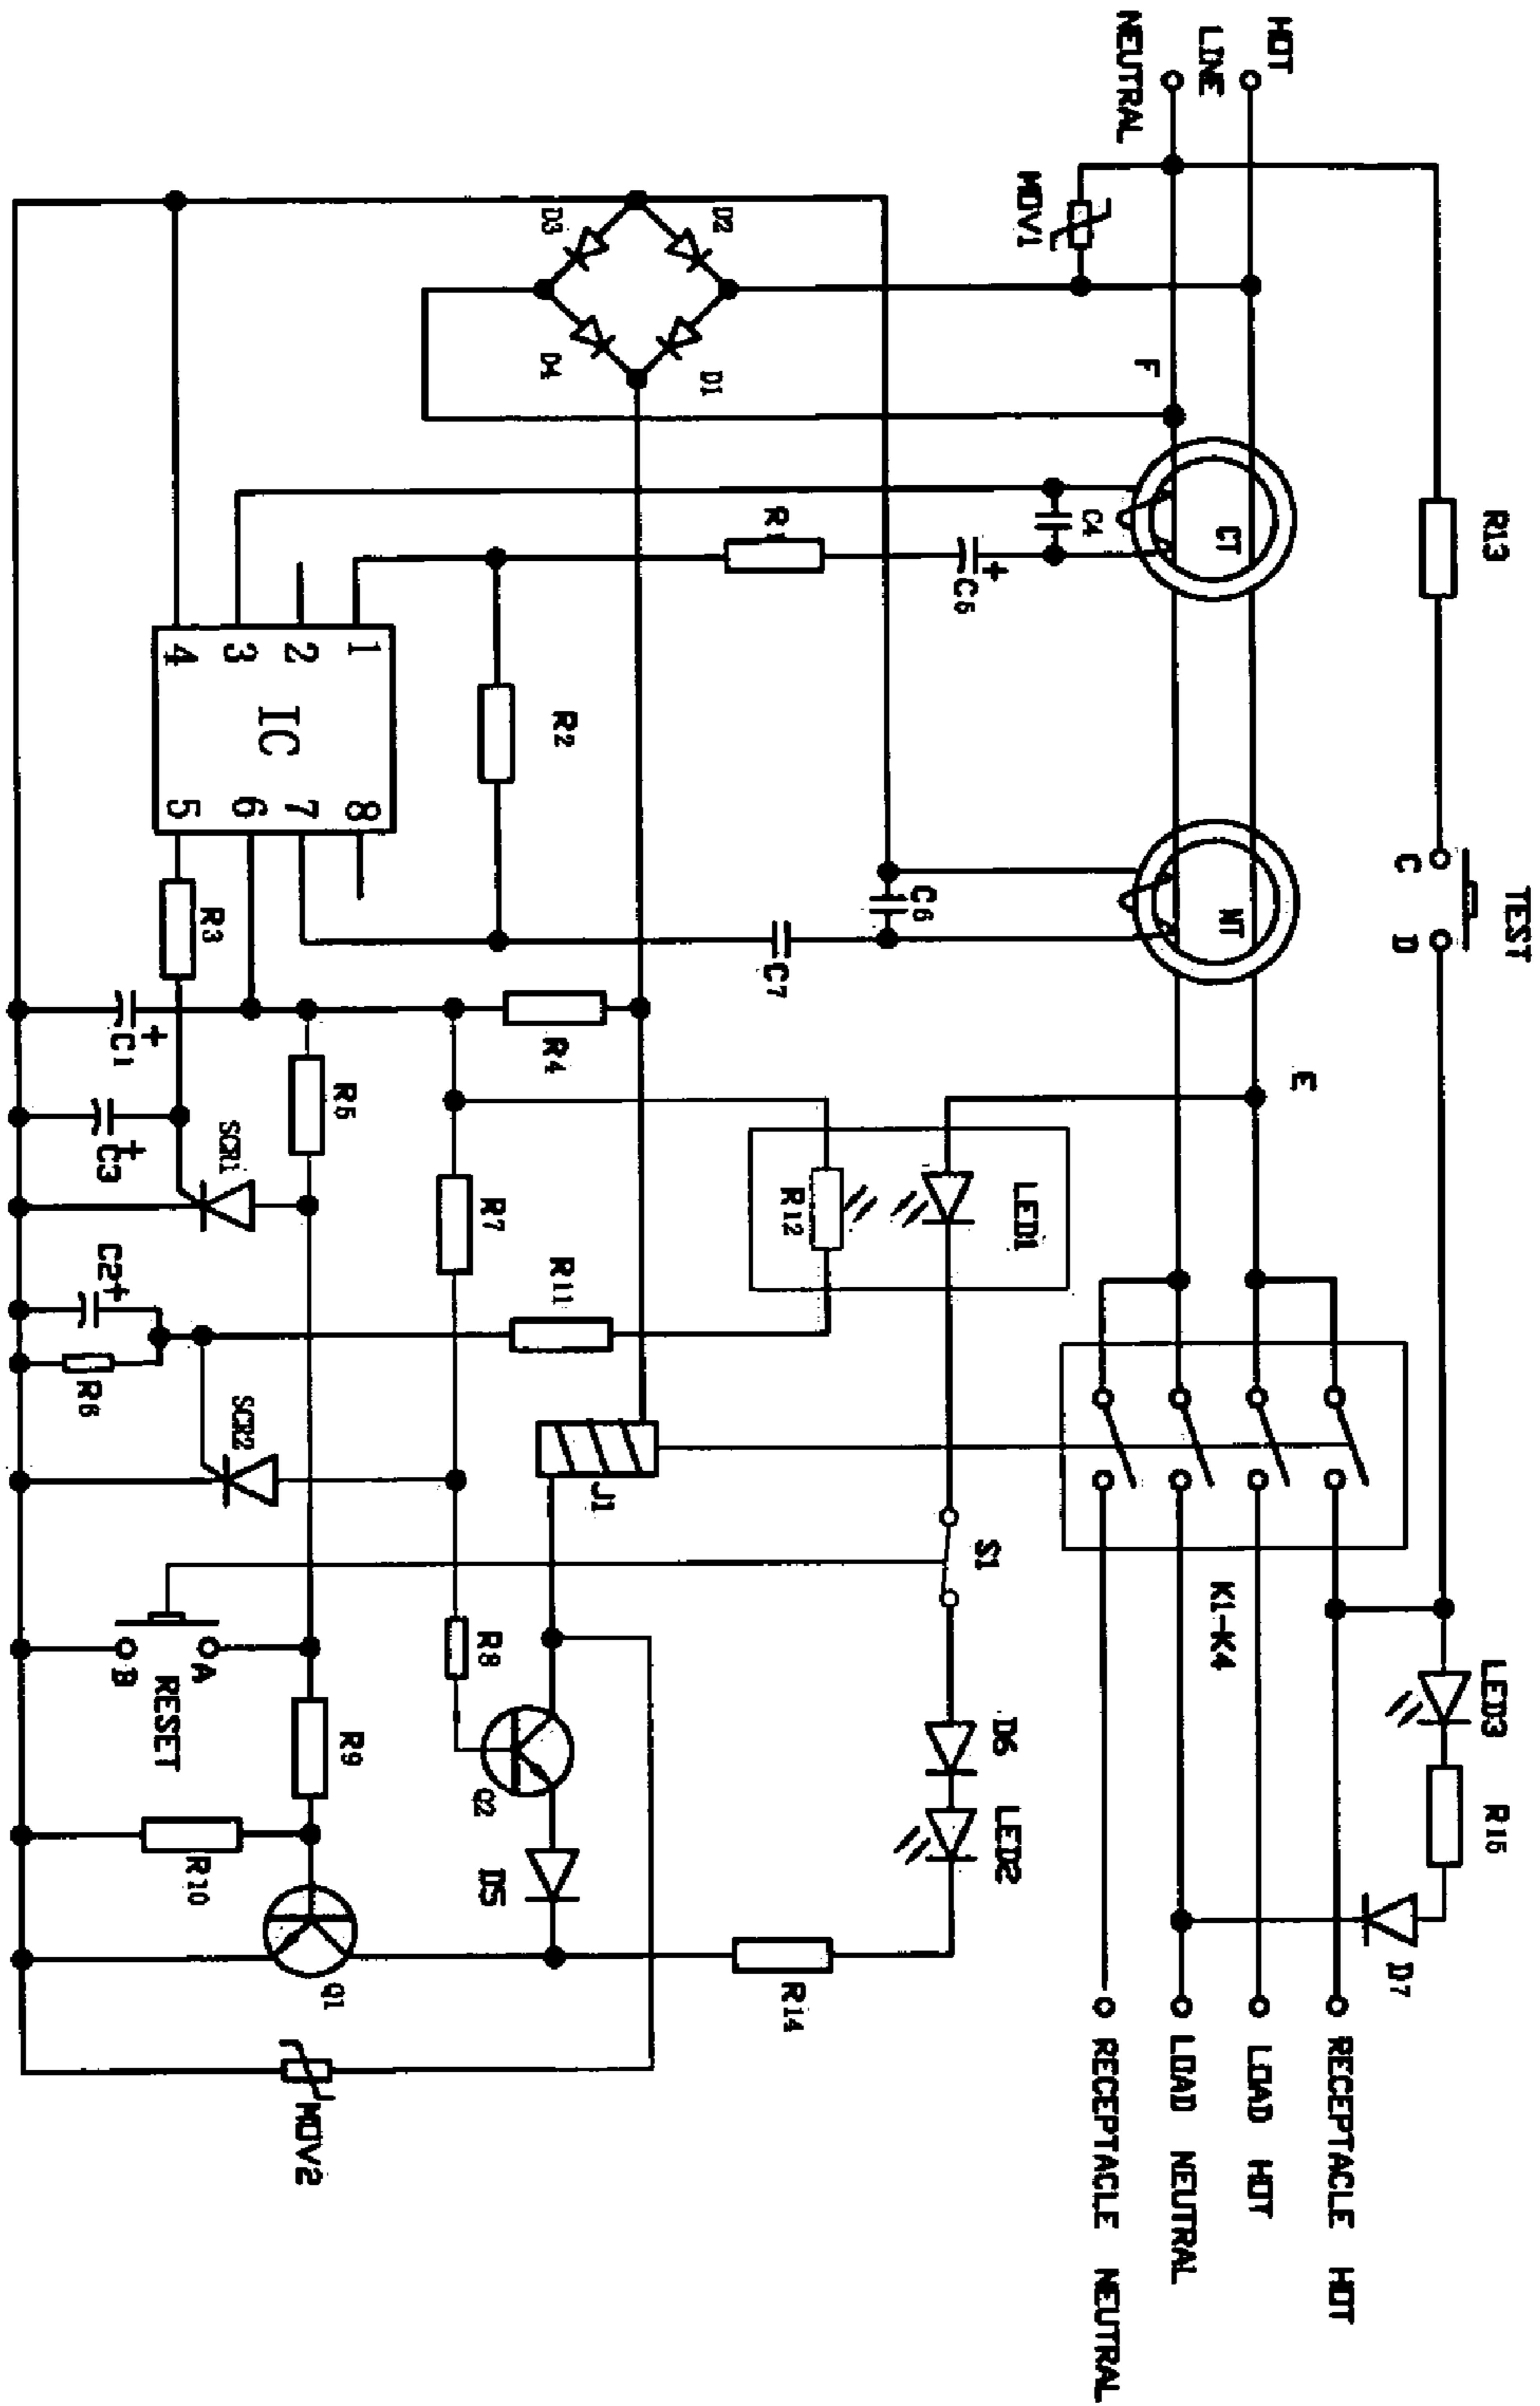 R13
TEST
LED3
R15
C
D
D7
HOT
LINE
NEUTRAL
E
F
CT
NT
K1-K4
RECEPTACLE HOT
LOAD HOT
LOAD NEUTRAL
RECEPTACLE NEUTRAL
MOV1
C4
LED1
S1
D6
LED2
C5
C6
R12
R1
C7
R14
D2
D1
D3
D4
R2
R4
R11
J1
R7
R8
Q2
D5
1
2
3
4
IC
8
7
6
5
R5
R9
Q1
MOV2
R3
SCR1
SCR2
A
B
RESET
R10
C1
C3
C2
R6